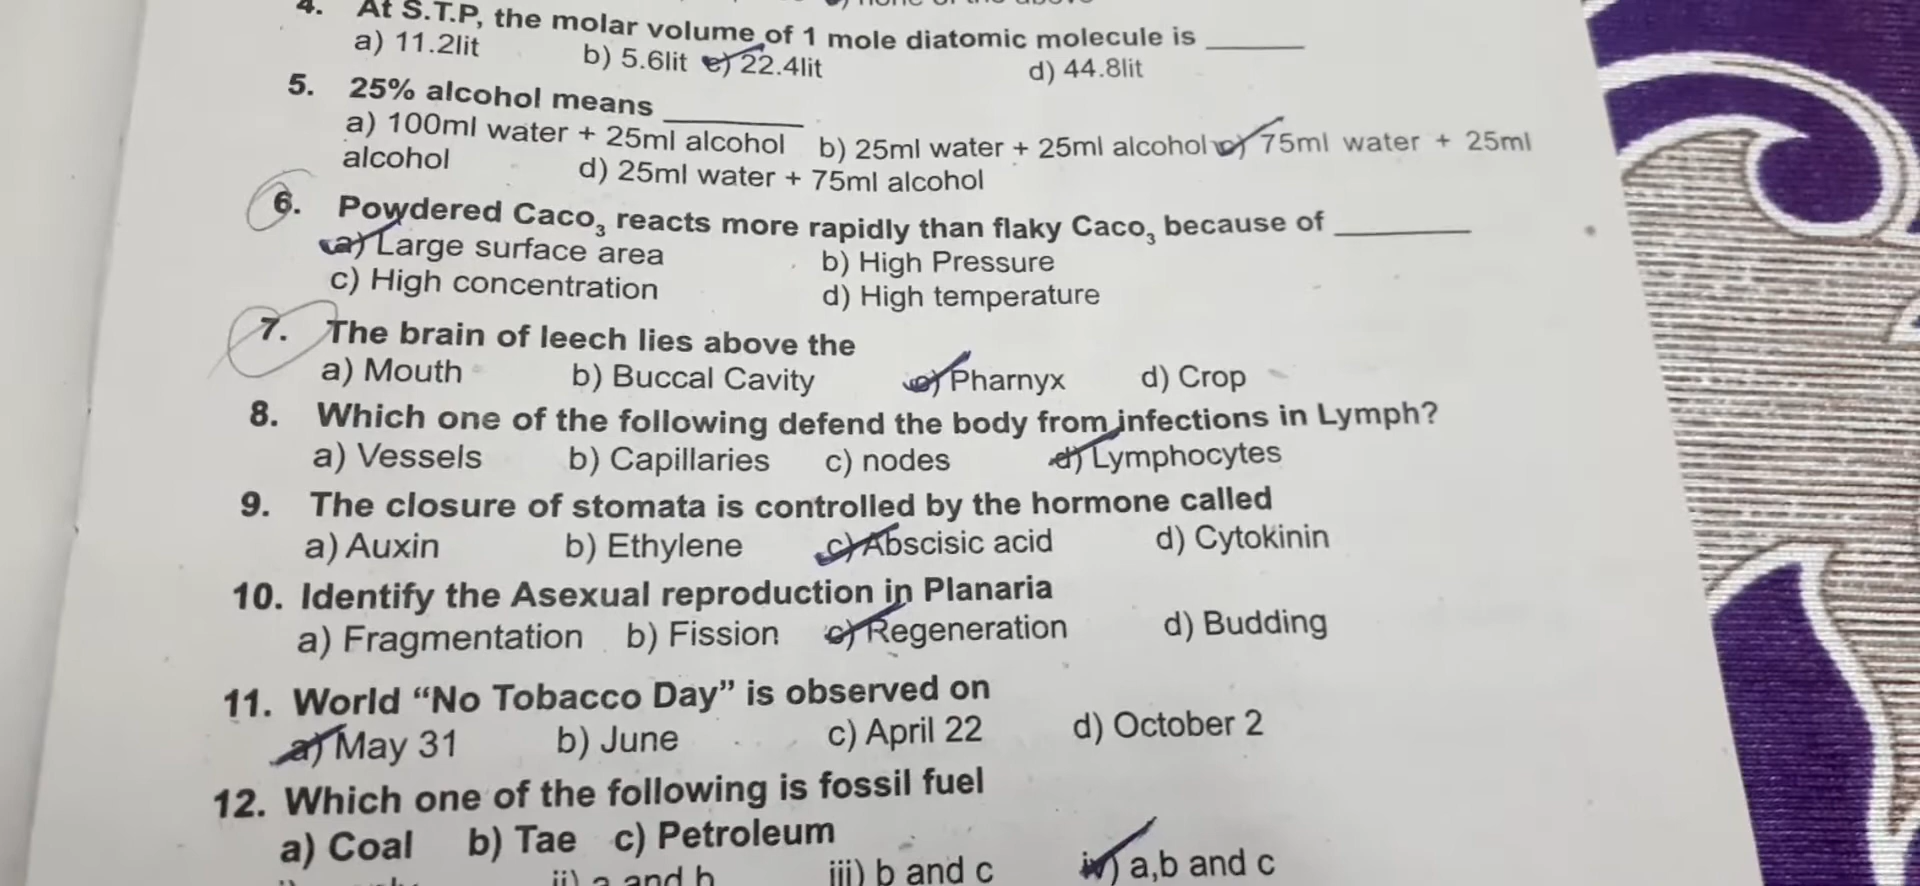 4. At S.T.P, the molar volume of 1 mole diatomic molecule is ______
a) 11.2lit b) 5.6lit c) 22.4lit d) 44.8lit
5. 25% alcohol means ______
a) 100ml water + 25ml alcohol b) 25ml water + 25ml alcohol c) 75ml water + 25ml
alcohol d) 25ml water + 75ml alcohol
6. Powdered Caco₃ reacts more rapidly than flaky Caco₃ because of ______
a) Large surface area b) High Pressure
c) High concentration d) High temperature
7. The brain of leech lies above the
a) Mouth b) Buccal Cavity c) Pharnyx d) Crop
8. Which one of the following defend the body from infections in Lymph?
a) Vessels b) Capillaries c) nodes d) Lymphocytes
9. The closure of stomata is controlled by the hormone called
a) Auxin b) Ethylene c) Abscisic acid d) Cytokinin
10. Identify the Asexual reproduction in Planaria
a) Fragmentation b) Fission c) Regeneration d) Budding
11. World “No Tobacco Day” is observed on
a) May 31 b) June c) April 22 d) October 2
12. Which one of the following is fossil fuel
a) Coal b) Tae c) Petroleum
ii) a and b iii) b and c iv) a,b and c